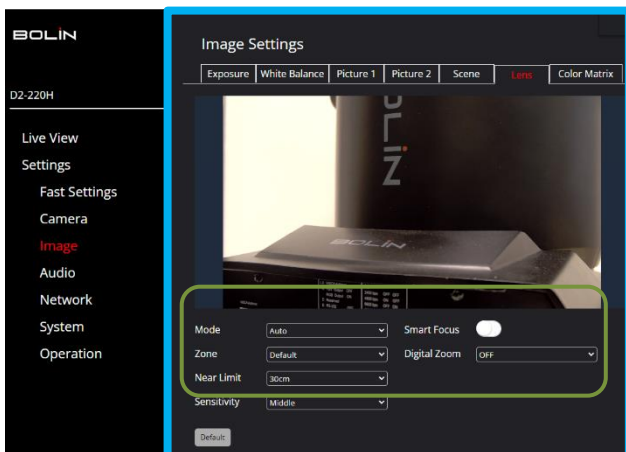 BOLIN
D2-220H
Live View
Settings
Fast Settings
Camera
Image
Audio
Network
System
Operation
Image Settings
Exposure White Balance Picture 1 Picture 2 Scene Lens Color Matrix
BOLIN
BOLIN
Mode Auto Smart Focus
Zone Default Digital Zoom OFF
Near Limit 30cm
Sensitivity Middle
Default